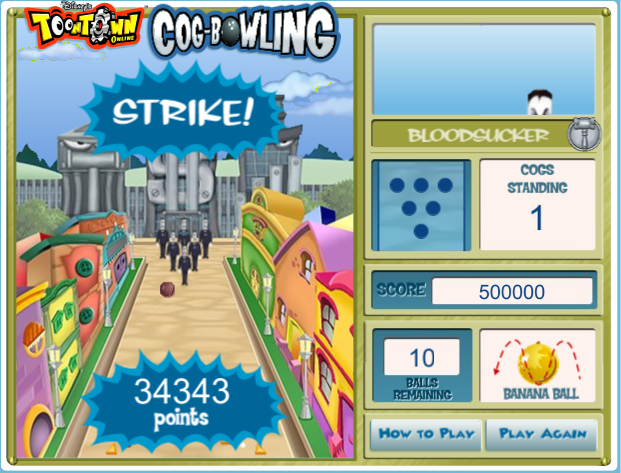 Disney's
TOONTOWN
ONLINE
COG-BOWLING
STRIKE!
BLOODSUCKER
COGS
STANDING
1
SCORE 500000
10
BALLS
REMAINING
BANANA BALL
34343
points
HOW TO PLAY
PLAY AGAIN